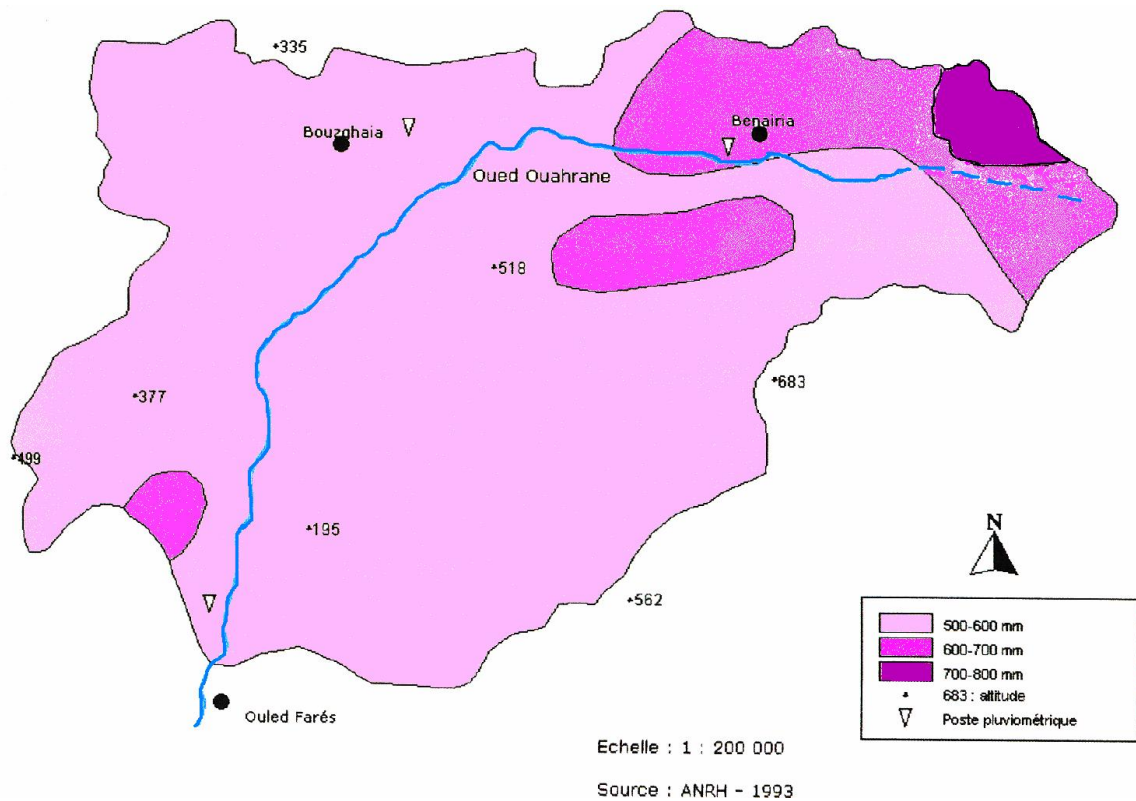 335
Bouzghaia
Benairia
Oued Ouahrane
518
377
683
499
195
562
Ouled Farés
N
500-600 mm
600-700 mm
700-800 mm
683 : altitude
Poste pluviométrique
Echelle : 1 : 200 000
Source : ANRH - 1993